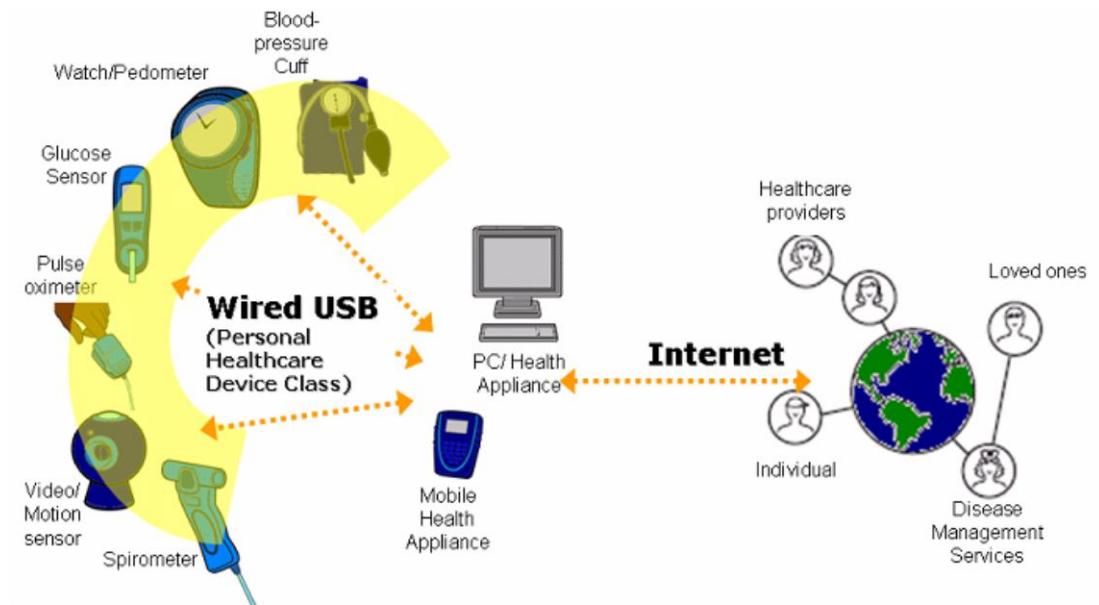 Blood-
pressure
Cuff
Watch/Pedometer
Glucose
Sensor
Pulse
oximeter
Video/
Motion
sensor
Spirometer
Wired USB
(Personal
Healthcare
Device Class)
PC/ Health
Appliance
Mobile
Health
Appliance
Internet
Healthcare
providers
Loved ones
Individual
Disease
Management
Services